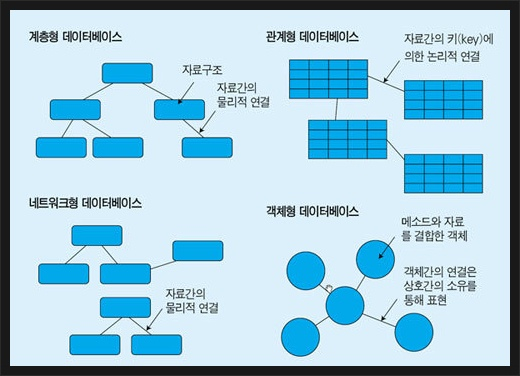 계층형 데이터베이스
자료구조
자료간의
물리적 연결
관계형 데이터베이스
자료간의 키(key)에
의한 논리적 연결
네트워크형 데이터베이스
자료간의
물리적 연결
객체형 데이터베이스
메소드와 자료
를 결합한 객체
객체간의 연결은
상호간의 소유를
통해 표현